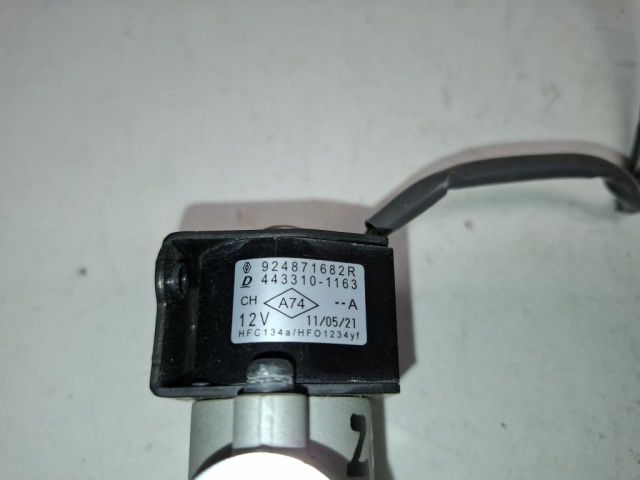 924871682R
D 443310-1163
CH A74 --A
12V 11/05/21
HFC134a/HFO1234yf